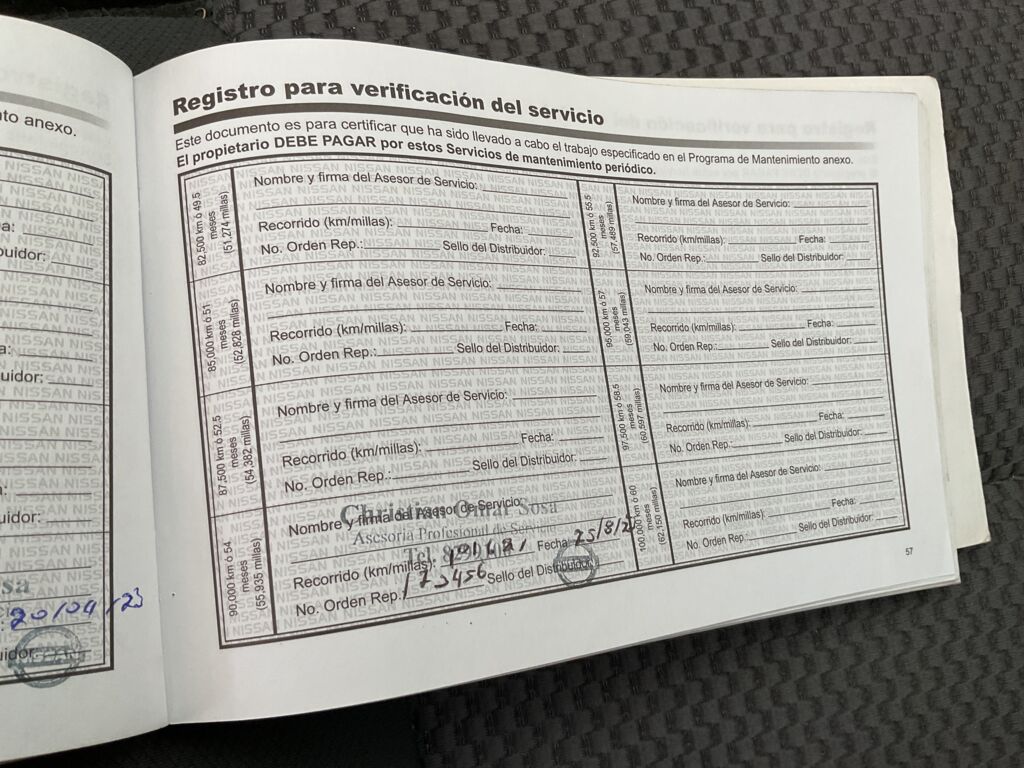 nto anexo.
a:
uidor:
a:
uidor:
:
uidor:
osa
20/04/23
uidor:
Registro para verificación del servicio
Este documento es para certificar que ha sido llevado a cabo el trabajo especificado en el Programa de Mantenimiento anexo.
El propietario DEBE PAGAR por estos Servicios de mantenimiento periódico.
82,500 km ó 49.5
meses
(51,274 millas)
Nombre y firma del Asesor de Servicio:
Recorrido (km/millas): Fecha:
No. Orden Rep.: Sello del Distribuidor:
85,000 km ó 51
meses
(52,828 millas)
Nombre y firma del Asesor de Servicio:
Recorrido (km/millas): Fecha:
No. Orden Rep.: Sello del Distribuidor:
87,500 km ó 52.5
meses
(54,382 millas)
Nombre y firma del Asesor de Servicio:
Recorrido (km/millas): Fecha:
No. Orden Rep.: Sello del Distribuidor:
90,000 km ó 54
meses
(55,935 millas)
Nombre y firma del Asesor de Servicio:
Christian Omar Sosa
Asesoria Profesional de Servicio
Tel.
Recorrido (km/millas): Fecha: 25/8/2
No. Orden Rep.: 123456 Sello del Distribuidor:
92,500 km ó 55.5
meses
(57,489 millas)
Nombre y firma del Asesor de Servicio:
Recorrido (km/millas): Fecha:
No. Orden Rep.: Sello del Distribuidor:
95,000 km ó 57
meses
(59,043 millas)
Nombre y firma del Asesor de Servicio:
Recorrido (km/millas): Fecha:
No. Orden Rep.: Sello del Distribuidor:
97,500 km ó 58.5
meses
(60,597 millas)
Nombre y firma del Asesor de Servicio:
Recorrido (km/millas): Fecha:
No. Orden Rep.: Sello del Distribuidor:
100,000 km ó 60
meses
(62,150 millas)
Nombre y firma del Asesor de Servicio:
Recorrido (km/millas): Fecha:
No. Orden Rep.: Sello del Distribuidor:
57